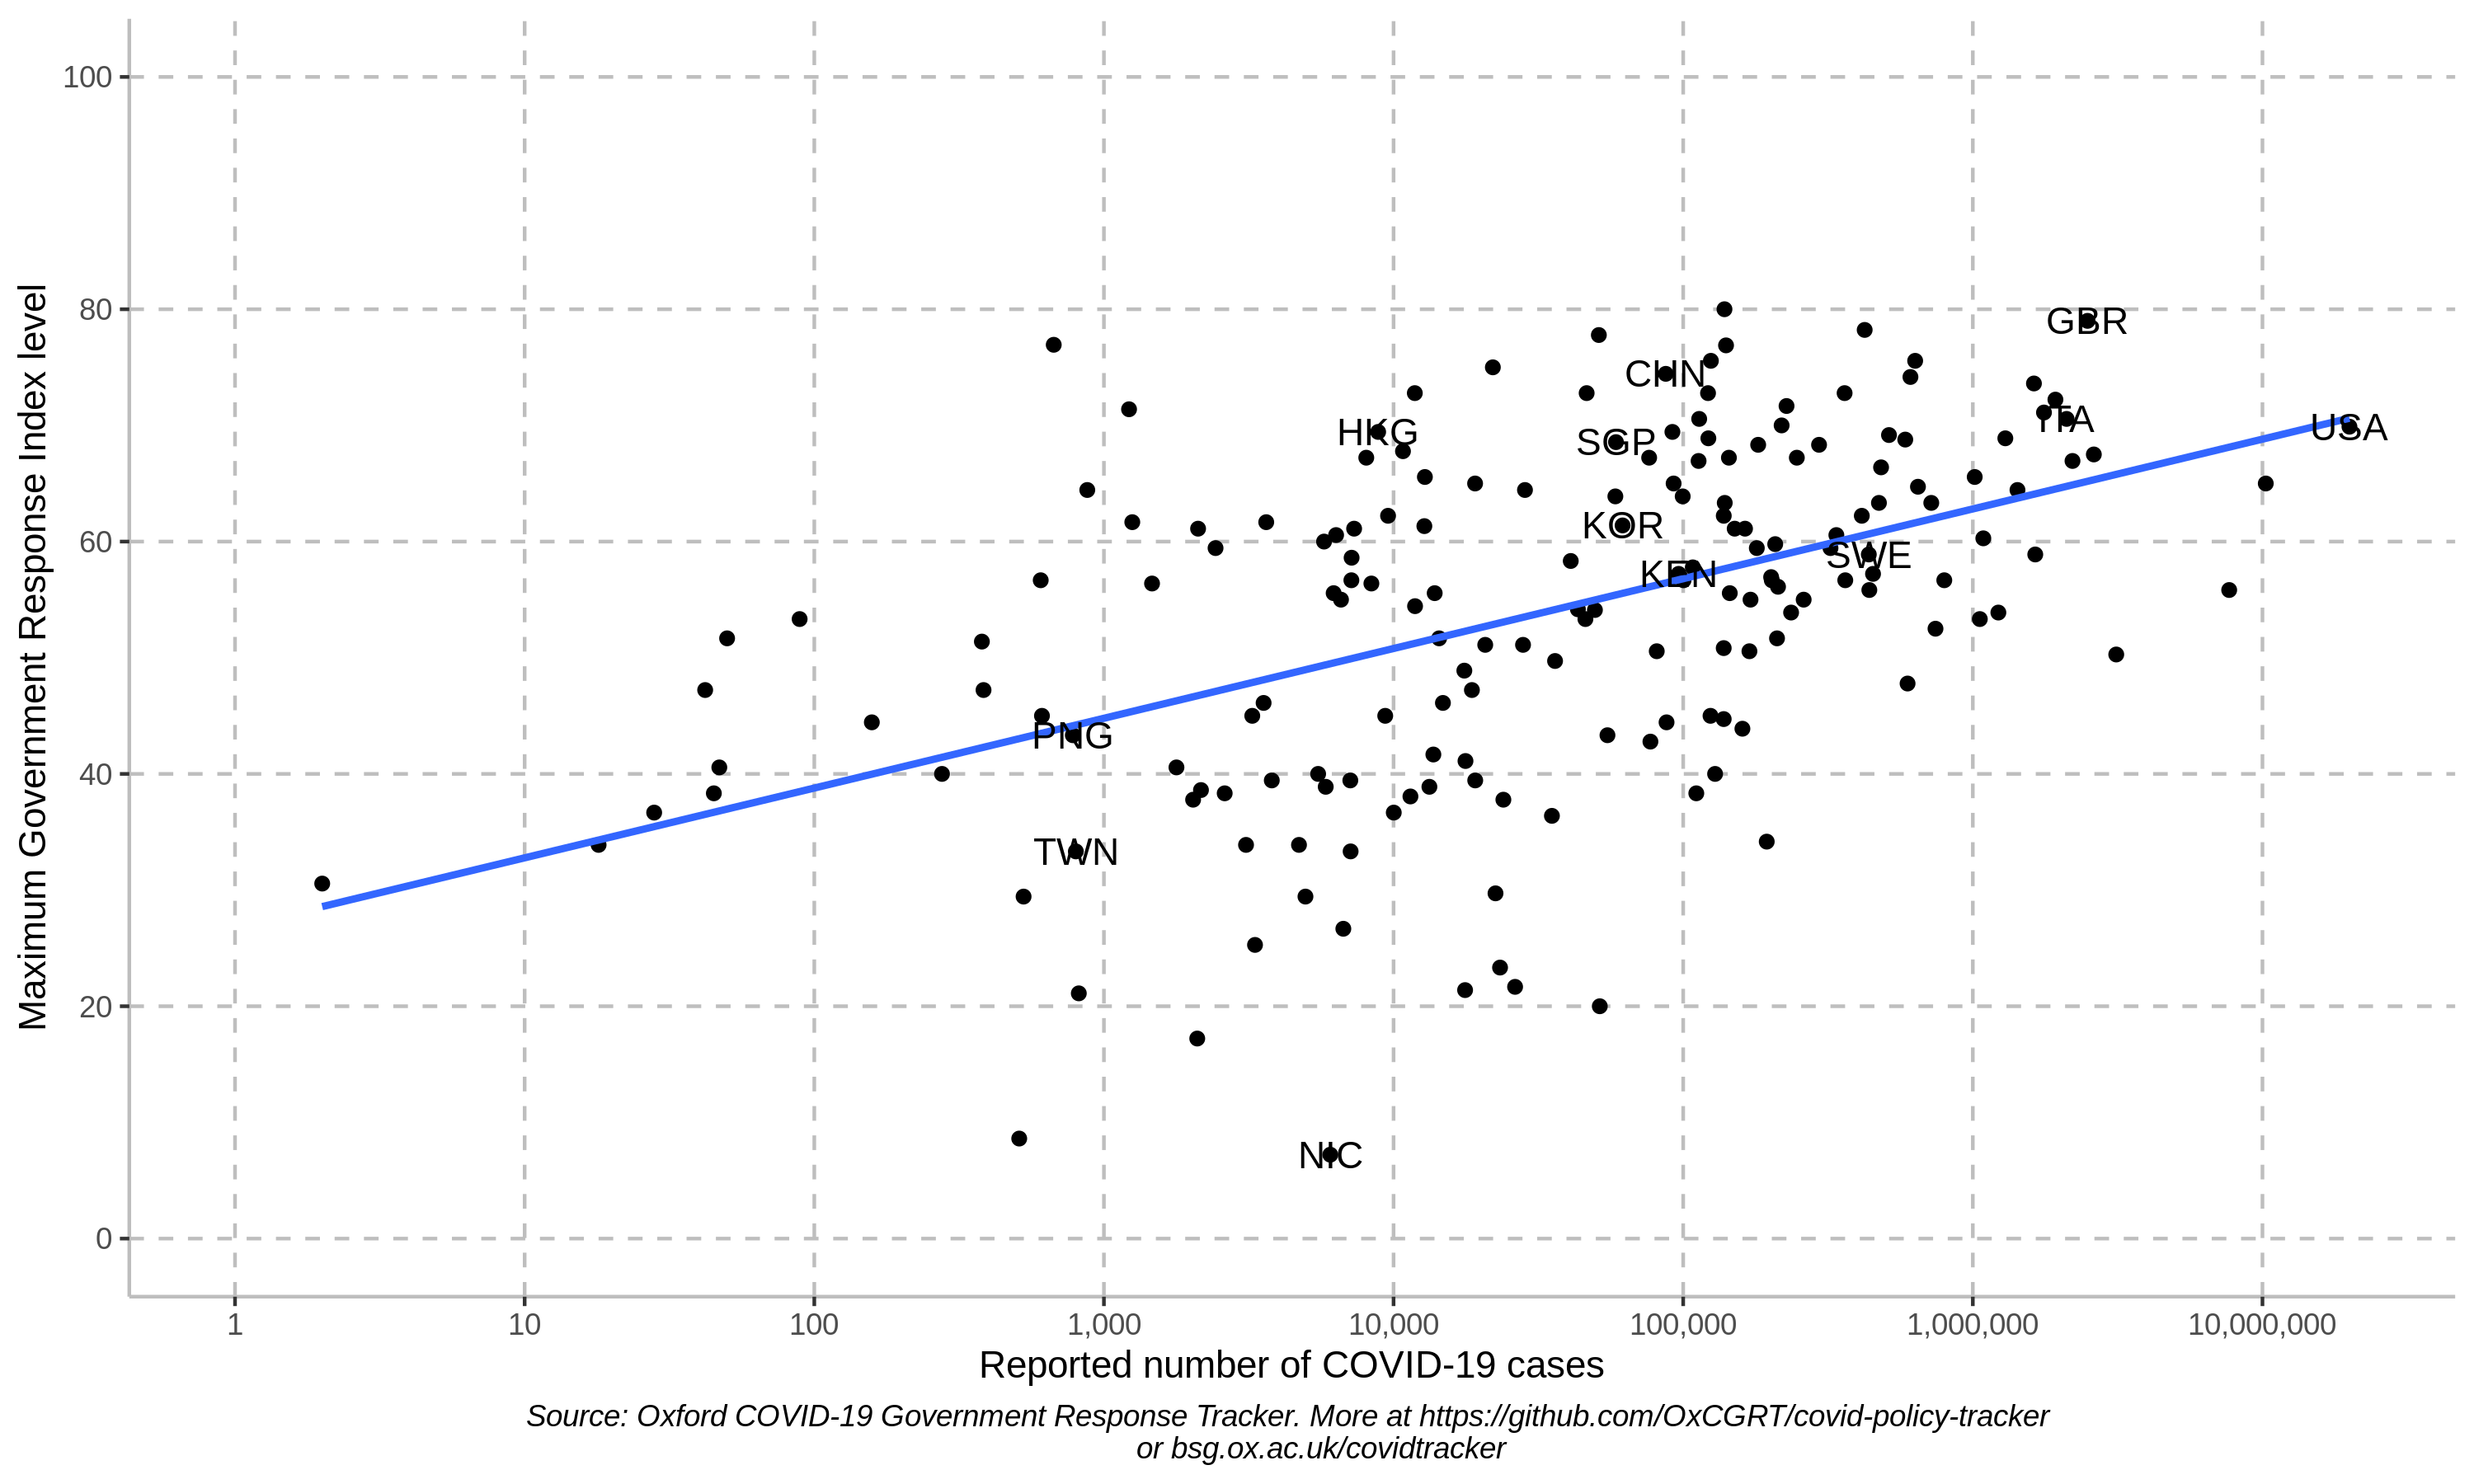 Maximum Government Response Index level
100
80
60
40
20
0
GBR
CHN
ITA
USA
HKG
SGP
KOR
SWE
KEN
PNG
TWN
NIC
1 10 100 1,000 10,000 100,000 1,000,000 10,000,000
Reported number of COVID-19 cases
Source: Oxford COVID-19 Government Response Tracker. More at https://github.com/OxCGRT/covid-policy-tracker
or bsg.ox.ac.uk/covidtracker